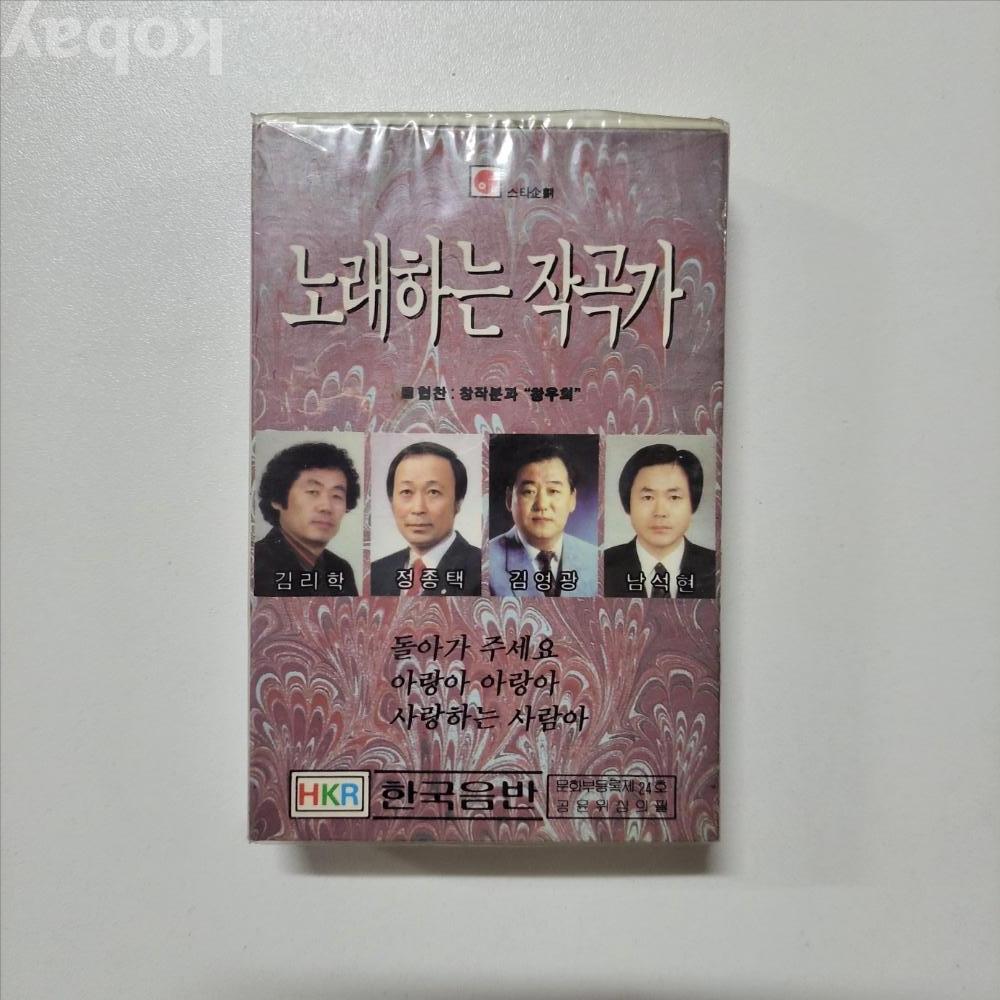 kobay
스타企劃
노래하는 작곡가
협찬 : 창작분과 "창우회"
김리학
정종택
김영광
남석현
돌아가 주세요
아랑아 아랑아
사랑하는 사람아
HKR 한국음반
문화부등록제24호
공윤위심의필